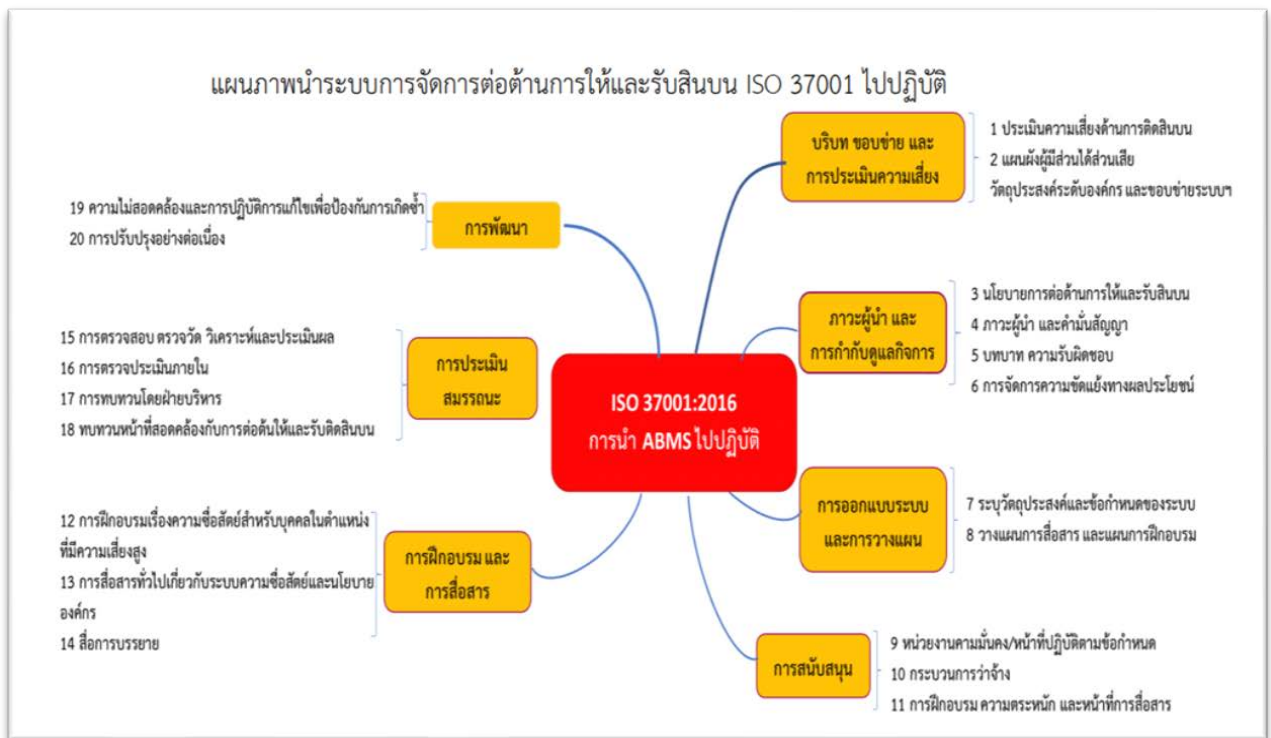 แผนภาพนำระบบการจัดการต่อต้านการให้และรับสินบน ISO 37001 ไปปฏิบัติ
บริบท ขอบข่าย และ
การประเมินความเสี่ยง
1 ประเมินความเสี่ยงด้านการติดสินบน
2 แผนผังผู้มีส่วนได้ส่วนเสีย
วัตถุประสงค์ระดับองค์กร และขอบข่ายระบบฯ
ภาวะผู้นำ และ
การกำกับดูแลกิจการ
3 นโยบายการต่อต้านการให้และรับสินบน
4 ภาวะผู้นำ และคำมั่นสัญญา
5 บทบาท ความรับผิดชอบ
6 การจัดการความขัดแย้งทางผลประโยชน์
ISO 37001:2016
การนำ ABMS ไปปฏิบัติ
การออกแบบระบบ
และการวางแผน
7 ระบุวัตถุประสงค์และข้อกำหนดของระบบ
8 วางแผนการสื่อสาร และแผนการฝึกอบรม
การสนับสนุน
9 หน่วยงานคามมั่นคง/หน้าที่ปฏิบัติตามข้อกำหนด
10 กระบวนการว่าจ้าง
11 การฝึกอบรม ความตระหนัก และหน้าที่การสื่อสาร
การฝึกอบรม และ
การสื่อสาร
12 การฝึกอบรมเรื่องความซื่อสัตย์สำหรับบุคคลในตำแหน่ง
ที่มีความเสี่ยงสูง
13 การสื่อสารทั่วไปเกี่ยวกับระบบความซื่อสัตย์และนโยบาย
องค์กร
14 สื่อการบรรยาย
การประเมิน
สมรรถนะ
15 การตรวจสอบ ตรวจวัด วิเคราะห์และประเมินผล
16 การตรวจประเมินภายใน
17 การทบทวนโดยฝ่ายบริหาร
18 ทบทวนหน้าที่สอดคล้องกับการต่อต้นให้และรับติดสินบน
การพัฒนา
19 ความไม่สอดคล้องและการปฏิบัติการแก้ไขเพื่อป้องกันการเกิดซ้ำ
20 การปรับปรุงอย่างต่อเนื่อง